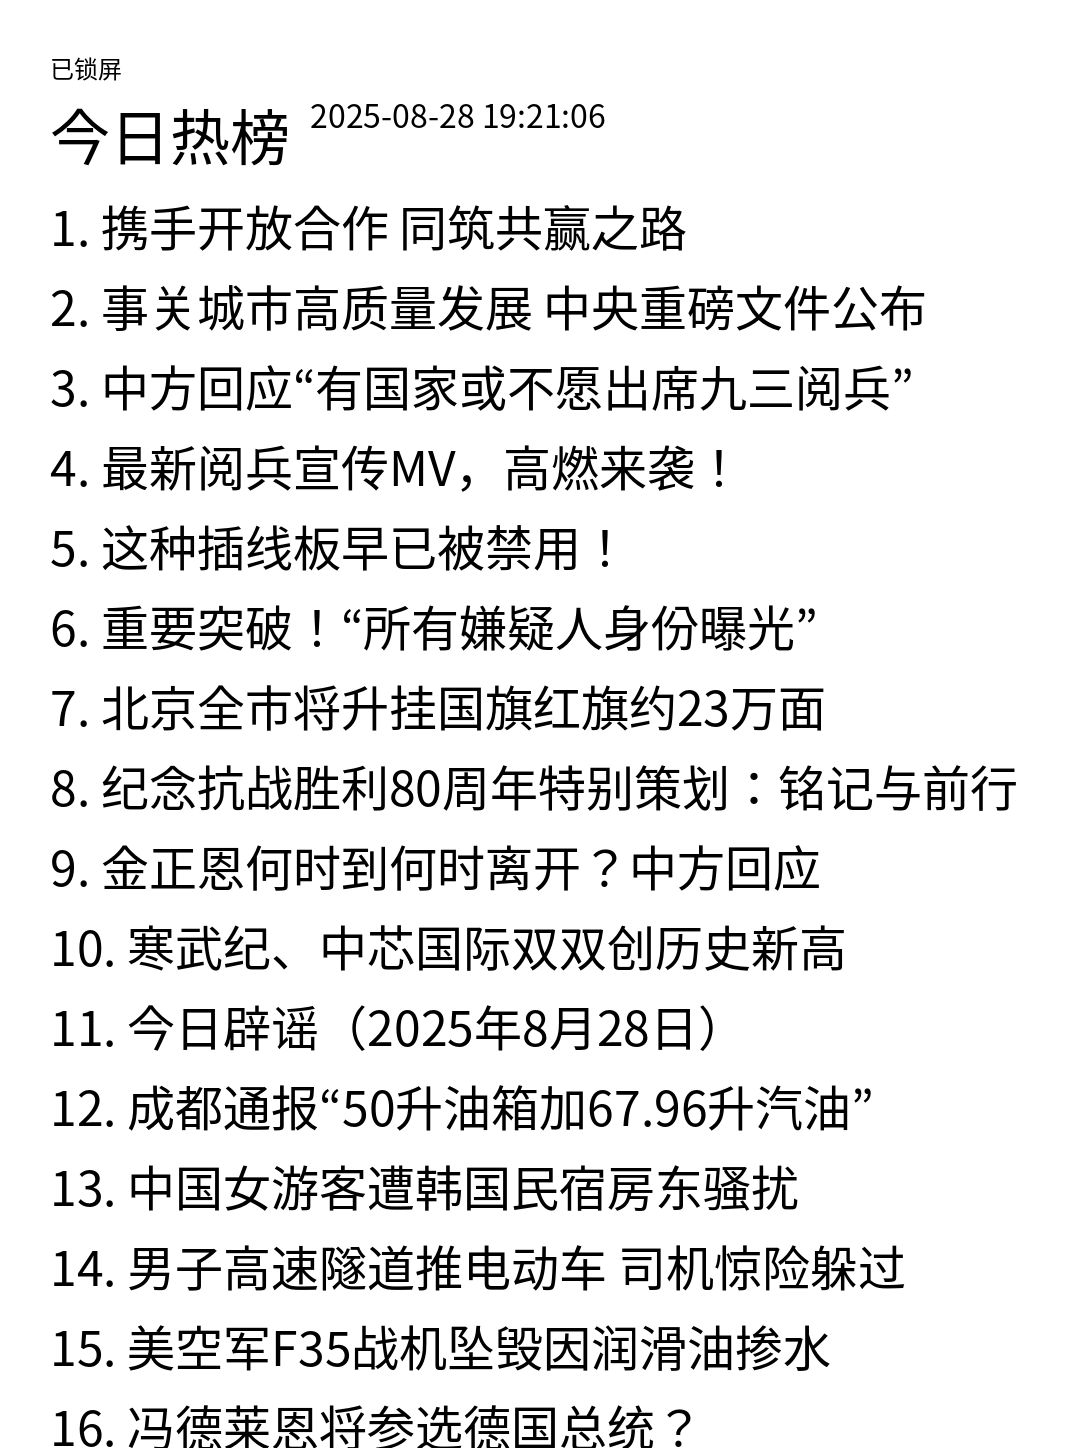 已锁屏
今日热榜 2025-08-28 19:21:06
1. 携手开放合作 同筑共赢之路
2. 事关城市高质量发展 中央重磅文件公布
3. 中方回应“有国家或不愿出席九三阅兵”
4. 最新阅兵宣传MV，高燃来袭！
5. 这种插线板早已被禁用！
6. 重要突破！“所有嫌疑人身份曝光”
7. 北京全市将升挂国旗红旗约23万面
8. 纪念抗战胜利80周年特别策划：铭记与前行
9. 金正恩何时到何时离开？中方回应
10. 寒武纪、中芯国际双双创历史新高
11. 今日辟谣（2025年8月28日）
12. 成都通报“50升油箱加67.96升汽油”
13. 中国女游客遭韩国民宿房东骚扰
14. 男子高速隧道推电动车 司机惊险躲过
15. 美空军F35战机坠毁因润滑油掺水
16. 冯德莱恩将参选德国总统？